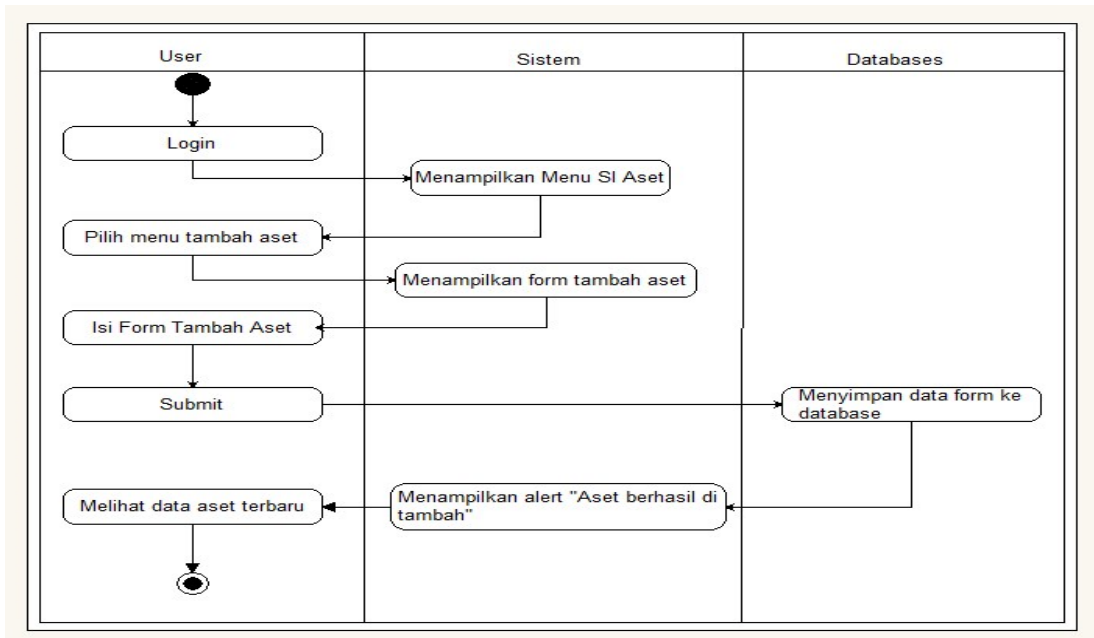 User
Sistem
Databases
Login
Menampilkan Menu SI Aset
Pilih menu tambah aset
Menampilkan form tambah aset
Isi Form Tambah Aset
Submit
Menyimpan data form ke
database
Menampilkan alert "Aset berhasil di
tambah"
Melihat data aset terbaru